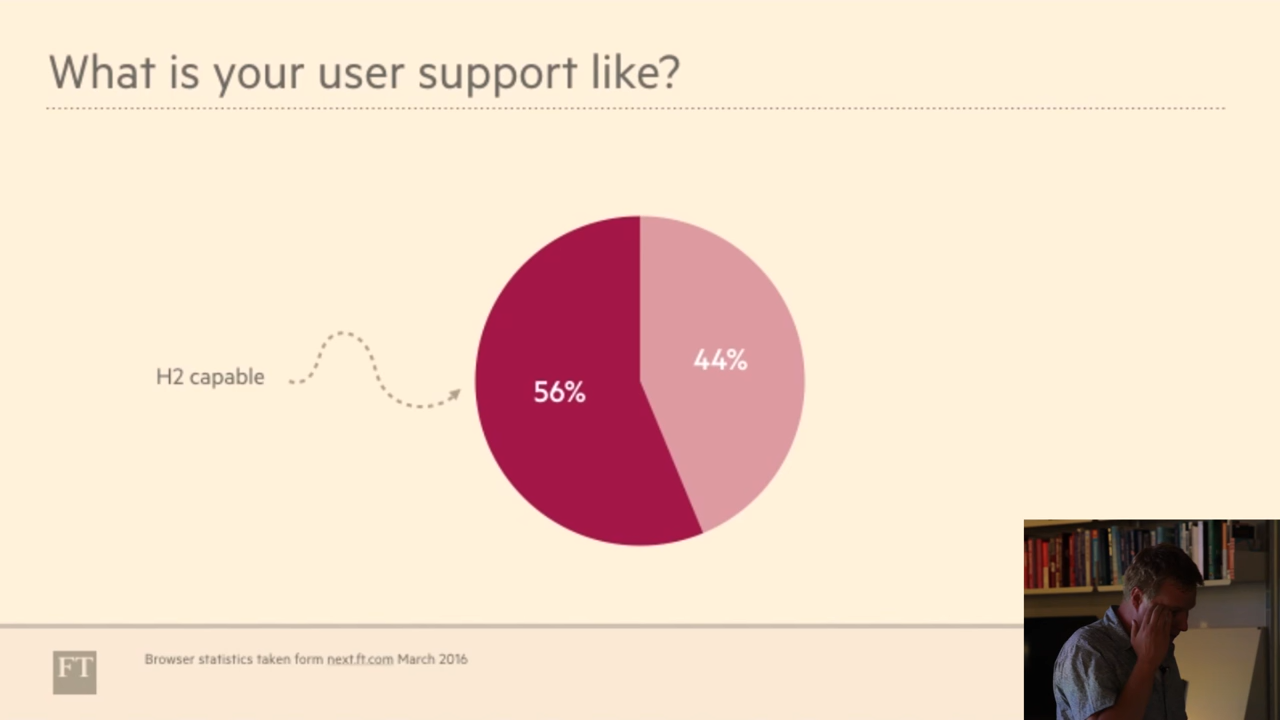 What is your user support like?
H2 capable
56%
44%
FT
Browser statistics taken form next.ft.com March 2016